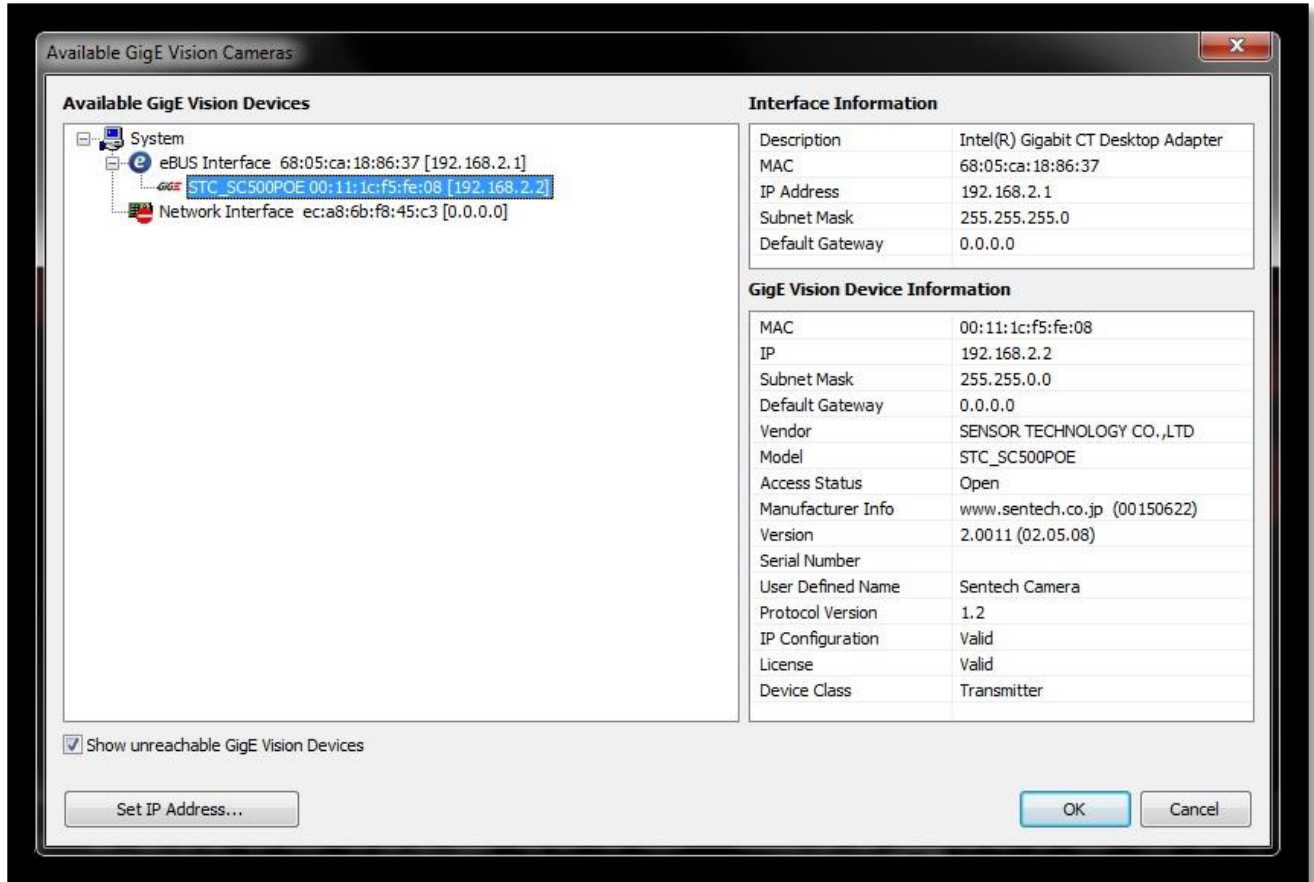 Available GigE Vision Cameras
Available GigE Vision Devices
System
eBUS Interface 68:05:ca:18:86:37 [192.168.2.1]
GIGE STC_SC500POE 00:11:1c:f5:fe:08 [192.168.2.2]
Network Interface ec:a8:6b:f8:45:c3 [0.0.0.0]
Interface Information
Description Intel(R) Gigabit CT Desktop Adapter
MAC 68:05:ca:18:86:37
IP Address 192.168.2.1
Subnet Mask 255.255.255.0
Default Gateway 0.0.0.0
GigE Vision Device Information
MAC 00:11:1c:f5:fe:08
IP 192.168.2.2
Subnet Mask 255.255.0.0
Default Gateway 0.0.0.0
Vendor SENSOR TECHNOLOGY CO.,LTD
Model STC_SC500POE
Access Status Open
Manufacturer Info www.sentech.co.jp (00150622)
Version 2.0011 (02.05.08)
Serial Number
User Defined Name Sentech Camera
Protocol Version 1.2
IP Configuration Valid
License Valid
Device Class Transmitter
Show unreachable GigE Vision Devices
Set IP Address...
OK
Cancel